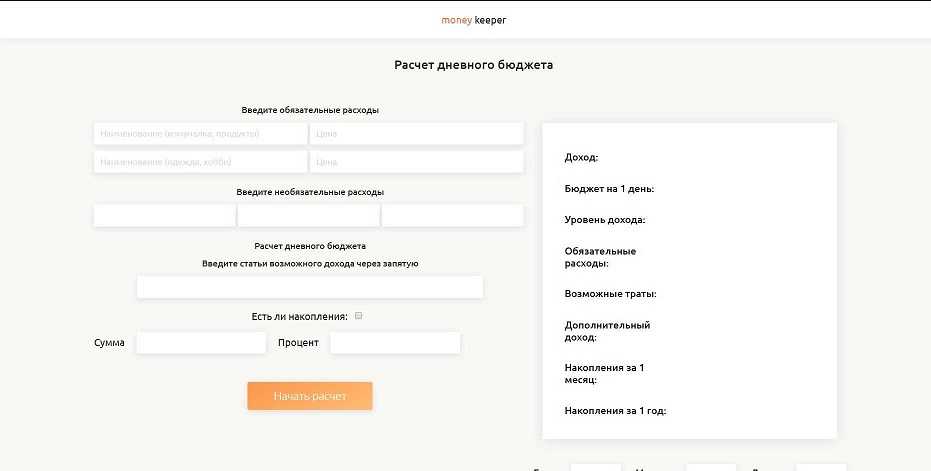 money keeper
Расчет дневного бюджета
Введите обязательные расходы
Наименование (коммуналка, продукты) Цена
Наименование (одежда, хобби) Цена
Введите необязательные расходы
Расчет дневного бюджета
Введите статьи возможного дохода через запятую
Есть ли накопления:
Сумма Процент
Начать расчет
Доход:
Бюджет на 1 день:
Уровень дохода:
Обязательные
расходы:
Возможные траты:
Дополнительный
доход:
Накопления за 1
месяц:
Накопления за 1 год: